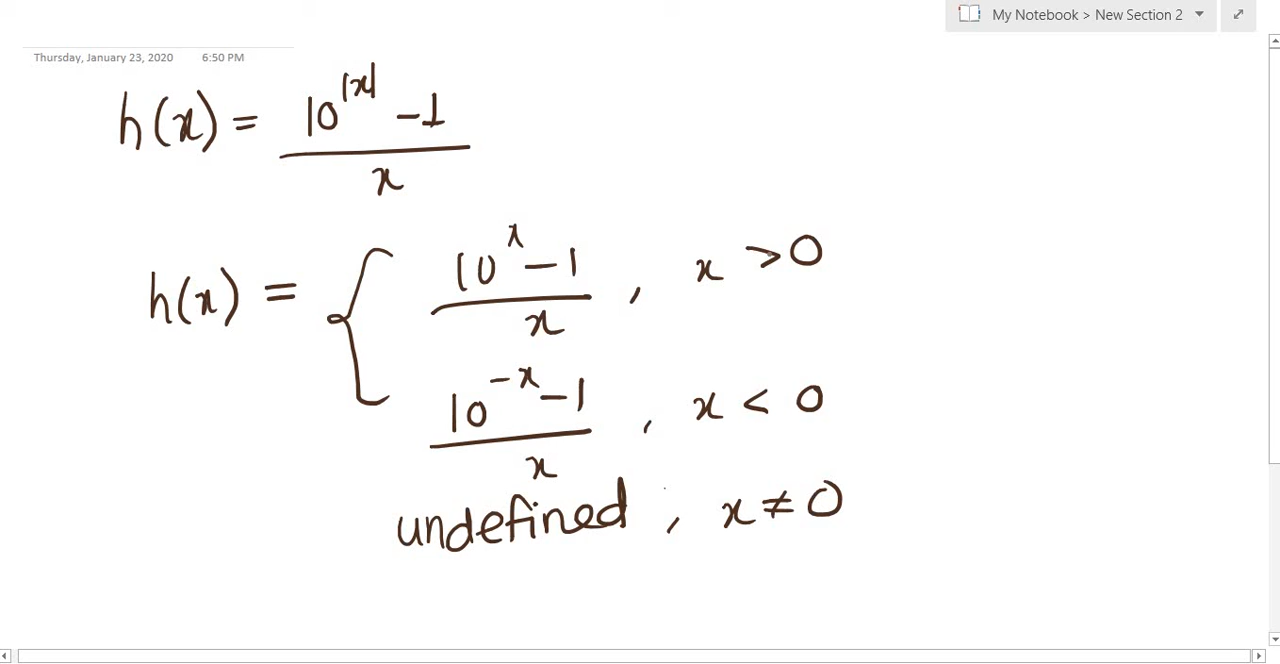 My Notebook > New Section 2
Thursday, January 23, 2020 6:50 PM
h(x) = (10^|x| - 1) / x
h(x) = { (10^x - 1) / x , x > 0
(10^-x - 1) / x , x < 0
undefined , x ≠ 0